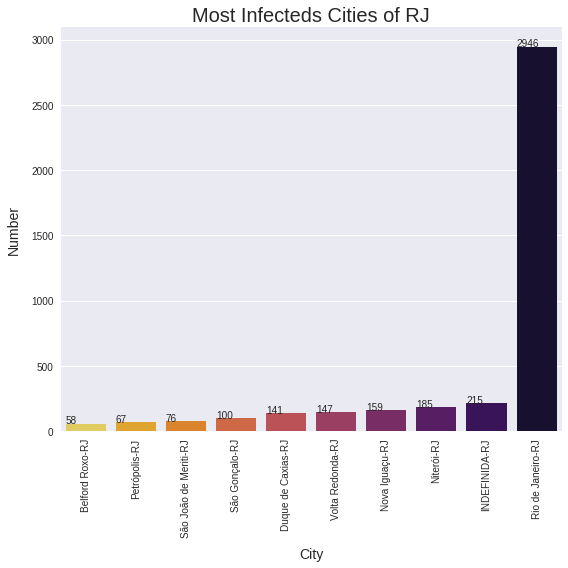 Most Infecteds Cities of RJ
Number
3000
2500
2000
1500
1000
500
0
58
67
76
100
141
147
159
185
215
2946
Belford Roxo-RJ
Petrópolis-RJ
São João de Meriti-RJ
São Gonçalo-RJ
Duque de Caxias-RJ
Volta Redonda-RJ
Nova Iguaçu-RJ
Niterói-RJ
INDEFINIDA-RJ
Rio de Janeiro-RJ
City